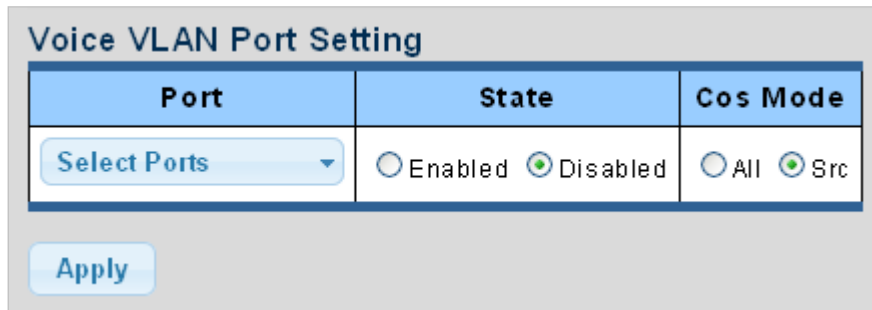 Voice VLAN Port Setting
Port State Cos Mode
Select Ports Enabled Disabled All Src
Apply